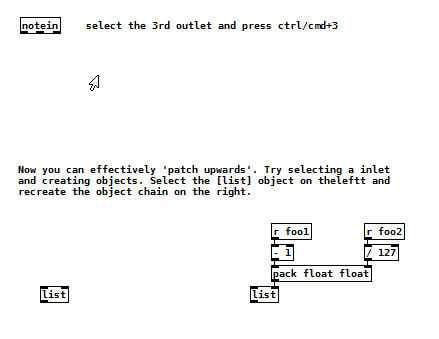 notein
select the 3rd outlet and press ctrl/cmd+3
Now you can effectively 'patch upwards'. Try selecting a inlet
and creating objects. Select the [list] object on theleftt and
recreate the object chain on the right.
r foo1
r foo2
- 1
/ 127
pack float float
list
list